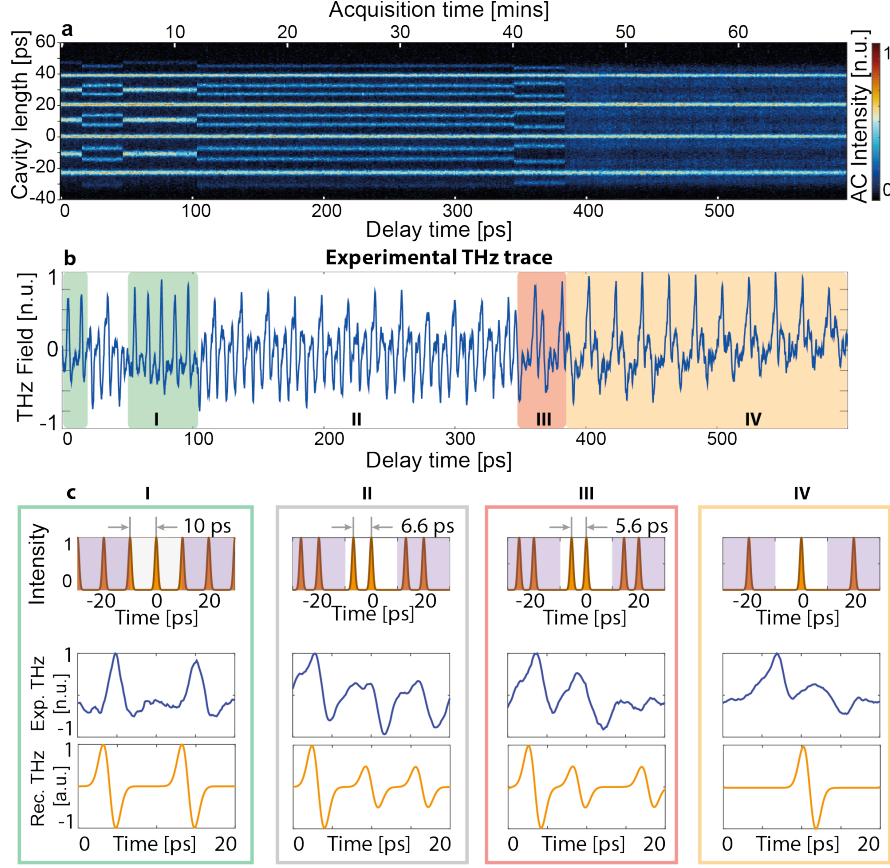 Acquisition time [mins]
0 10 20 30 40 50 60
a
Cavity length [ps]
60
40
20
0
-20
-40
AC Intensity [n.u.]
1
0
0 100 200 300 400 500
Delay time [ps]
b Experimental THz trace
THz Field [n.u.]
1
0
-1
I II III IV
0 100 200 300 400 500
Delay time [ps]
c I II III IV
10 ps 6.6 ps 5.6 ps
Intensity
1
0
-20 0 20 -20 0 20 -20 0 20 -20 0 20
Time [ps] Time [ps] Time [ps] Time [ps]
Exp. THz
[n.u.]
1
-1
Rec. THz
[a.u.]
1
-1
0 Time [ps] 20 0 Time [ps] 20 0 Time [ps] 20 0 Time [ps] 20